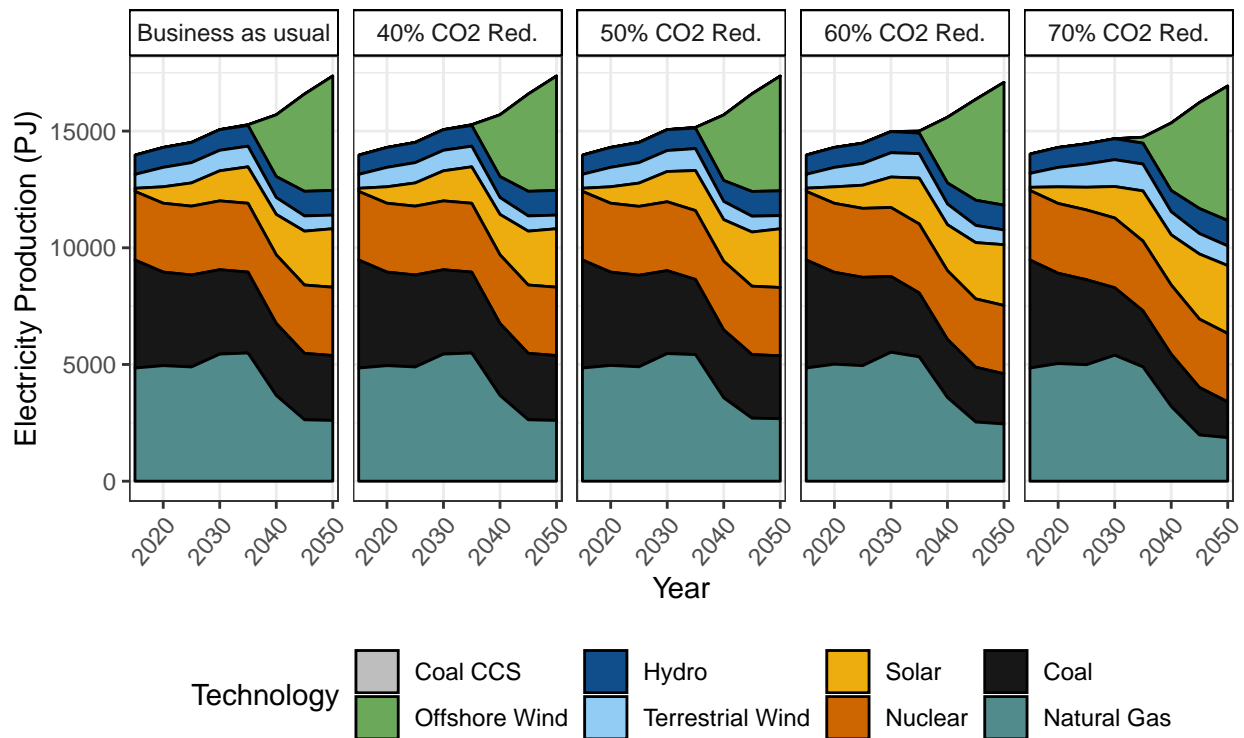 Business as usual
40% CO2 Red.
50% CO2 Red.
60% CO2 Red.
70% CO2 Red.
Electricity Production (PJ)
15000
10000
5000
0
2020 2030 2040 2050
2020 2030 2040 2050
2020 2030 2040 2050
2020 2030 2040 2050
2020 2030 2040 2050
Year
Technology
Coal CCS
Hydro
Solar
Coal
Offshore Wind
Terrestrial Wind
Nuclear
Natural Gas